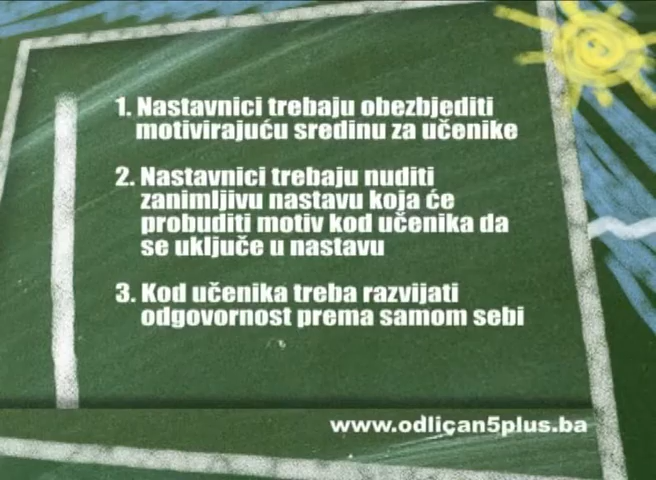 1. Nastavnici trebaju obezbjediti
motivirajuću sredinu za učenike
2. Nastavnici trebaju nuditi
zanimljivu nastavu koja će
probuditi motiv kod učenika da
se uključe u nastavu
3. Kod učenika treba razvijati
odgovornost prema samom sebi
www.odliçan5plus.ba